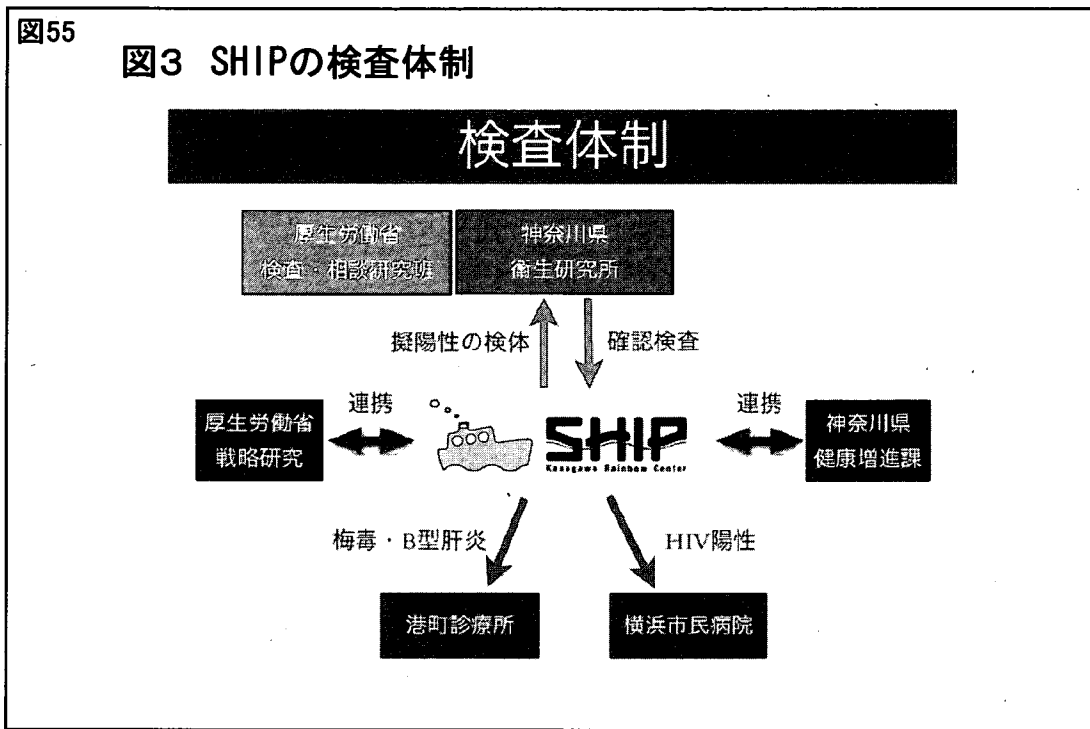 図55
図3 SHIPの検査体制
検査体制
厚生労働省
検査・相談研究班
神奈川県
衛生研究所
擬陽性の検体
確認検査
厚生労働省
戦略研究
連携
SHIP
Kanagawa Rainbow Center
連携
神奈川県
健康増進課
梅毒・B型肝炎
HIV陽性
港町診療所
横浜市民病院